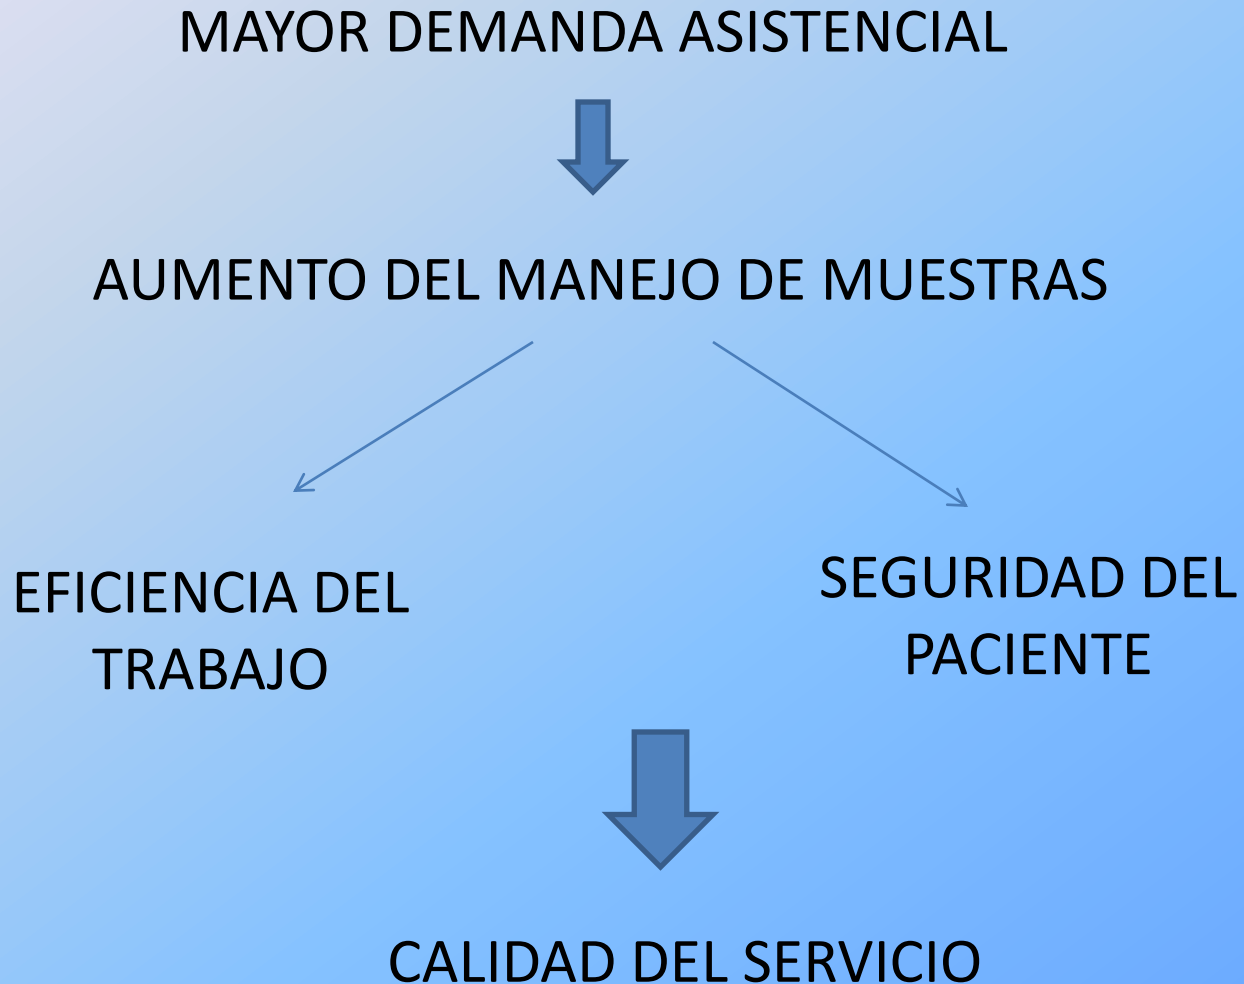 MAYOR DEMANDA ASISTENCIAL
AUMENTO DEL MANEJO DE MUESTRAS
EFICIENCIA DEL
TRABAJO
SEGURIDAD DEL
PACIENTE
CALIDAD DEL SERVICIO